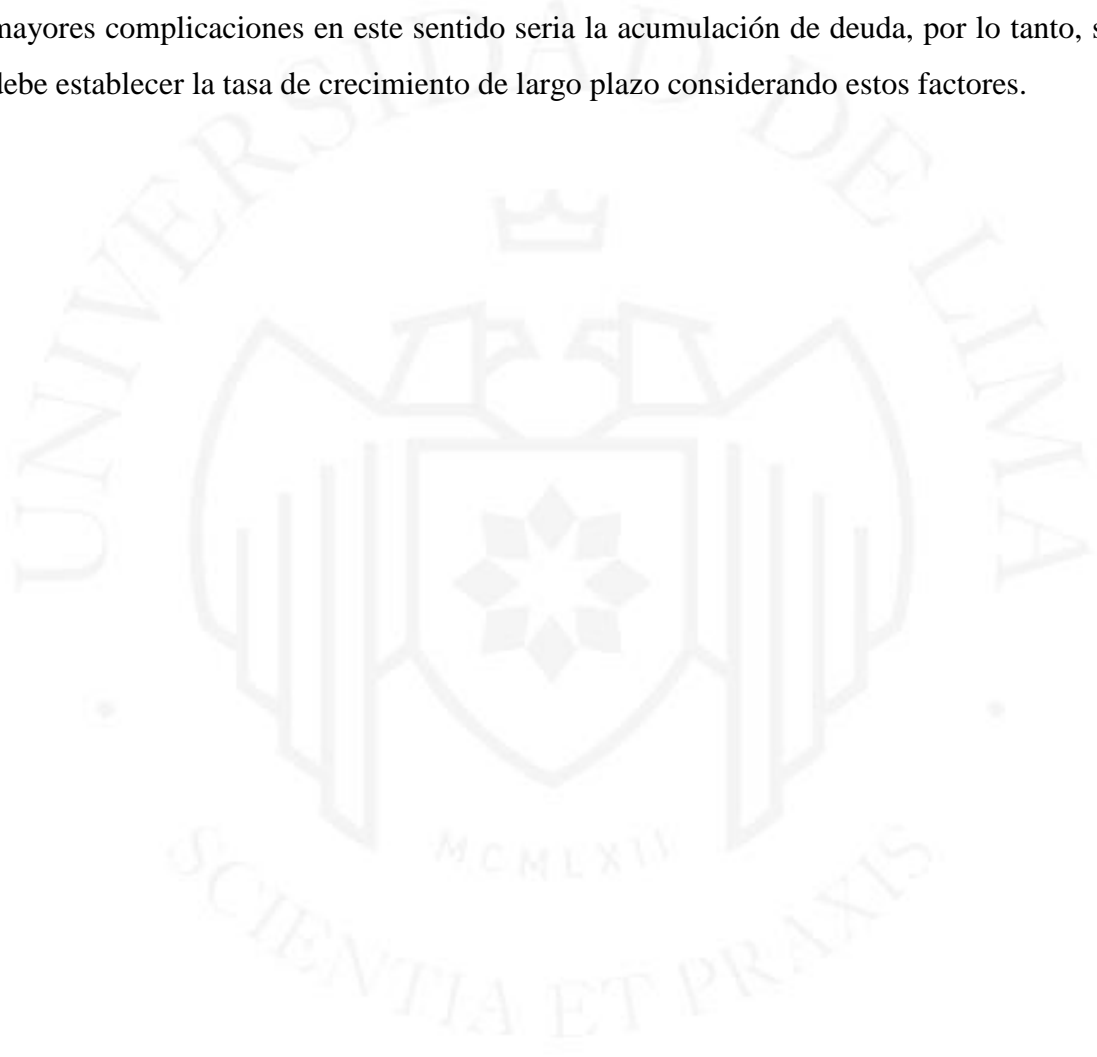 mayores complicaciones en este sentido seria la acumulación de deuda, por lo tanto, s
debe establecer la tasa de crecimiento de largo plazo considerando estos factores.
UNIVERSIDAD DE LIMA
MCMLXII
SCIENTIA ET PRAXIS